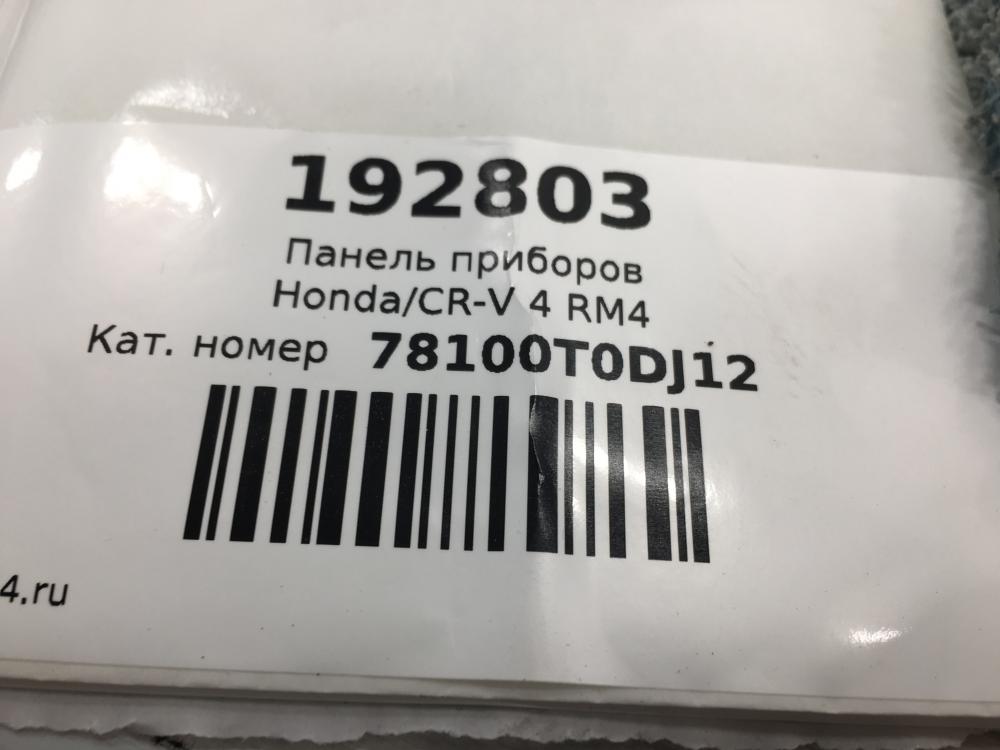 192803
Панель приборов
Honda/CR-V 4 RM4
Кат. номер 78100T0DJ12
4.ru